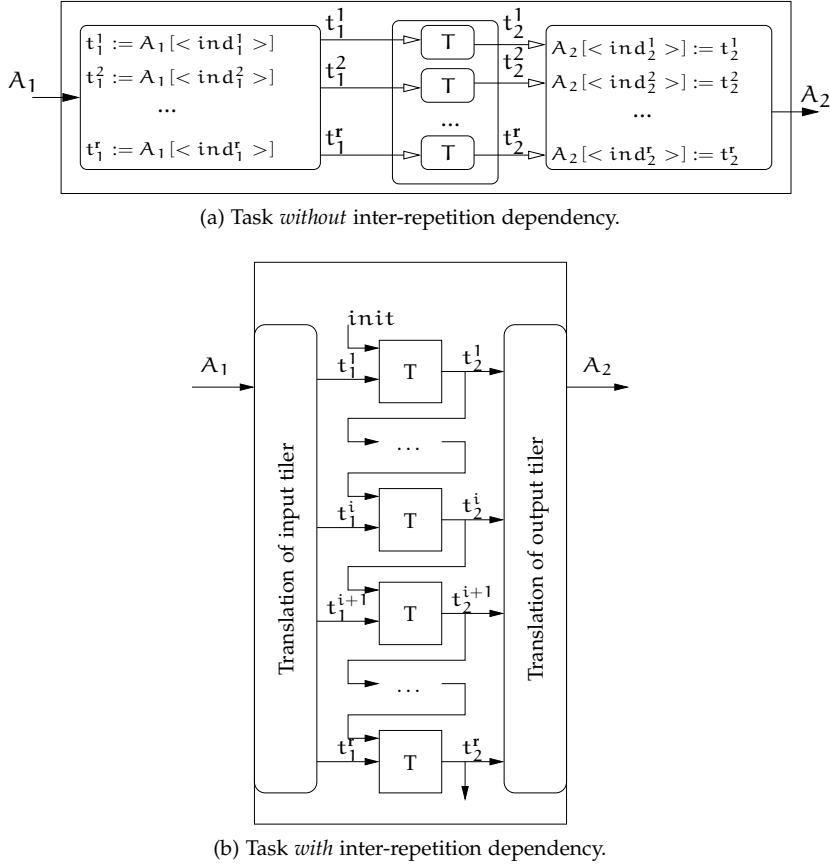 A₁
t₁¹ := A₁[< ind₁¹ >]
t₁² := A₁[< ind₁² >]
...
t₁ʳ := A₁[< ind₁ʳ >]
t₁¹
t₁²
t₁ʳ
T
T
...
T
t₂¹
t₂²
t₂ʳ
A₂[< ind₂¹ >] := t₂¹
A₂[< ind₂² >] := t₂²
...
A₂[< ind₂ʳ >] := t₂ʳ
A₂
(a) Task without inter-repetition dependency.
A₁
Translation of input tiler
init
t₁¹
T
t₂¹
...
t₁ⁱ
T
t₂ⁱ
t₁ⁱ⁺¹
T
t₂ⁱ⁺¹
...
t₁ʳ
T
t₂ʳ
Translation of output tiler
A₂
(b) Task with inter-repetition dependency.